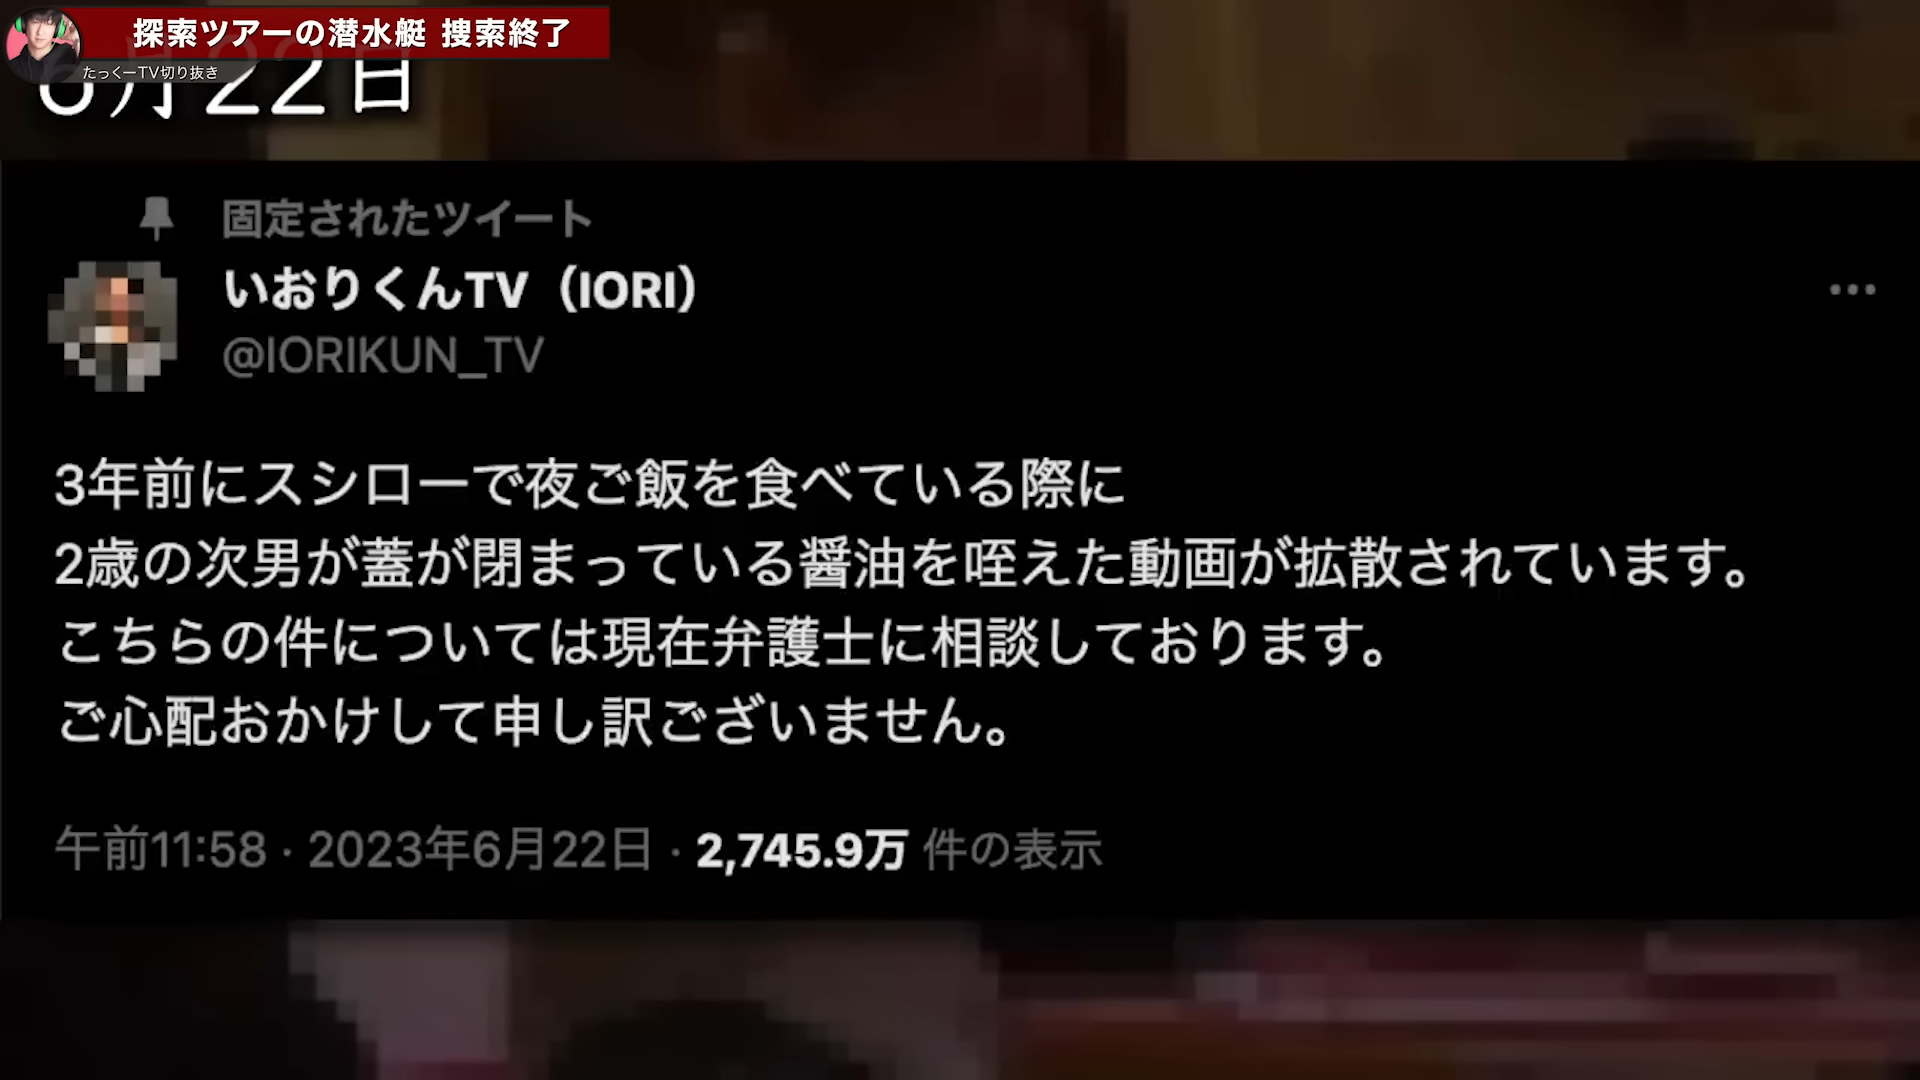 探索ツアーの潜水艇 捜索終了
たっくーTV切り抜き
6月22日
固定されたツイート
いおりくんTV（IORI）
@IORIKUN_TV
3年前にスシローで夜ご飯を食べている際に
2歳の次男が蓋が閉まっている醤油を咥えた動画が拡散されています。
こちらの件については現在弁護士に相談しております。
ご心配おかけして申し訳ございません。
午前11:58 · 2023年6月22日 · 2,745.9万 件の表示